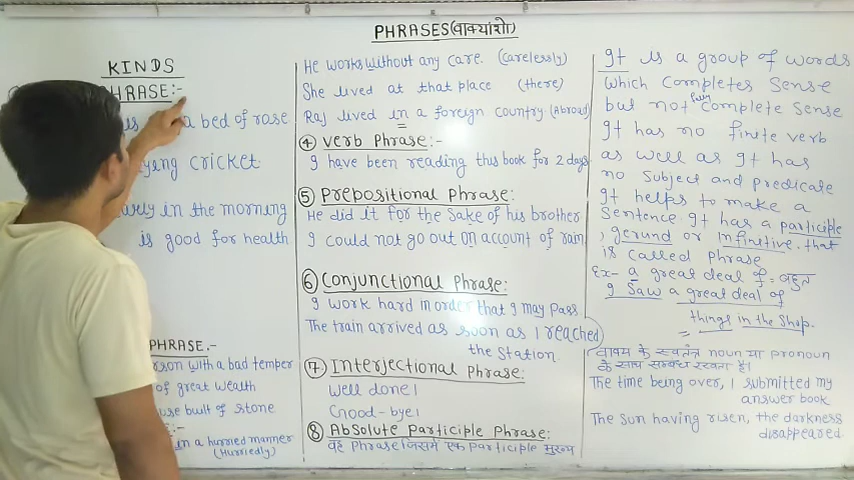 PHRASES(वाक्यांशो)
KINDS
PHRASE:-
is a bed of rose
ying cricket.
vely in the morning
is good for health
PHRASE.-
rson with a bad temper
of great wealth
use built of stone
:-
in a hurried manner
(Hurriedly)
He works without any care. (carelessly)
She lived at that place (there)
Raj lived in a foreign country (Abroad)
④ Verb Phrase:-
I have been reading this book for 2 days
⑤ Prepositional Phrase:
He did it for the sake of his brother
I could not go out on account of rain.
⑥ Conjunctional Phrase:
I work hard in order that I may pass
The train arrived as soon as I reached
the station.
⑦ Interjectional Phrase:
Well done!
Good-bye!
⑧ Absolute Participle Phrase:
वह Phrase जिसमे एक Participle मुख्य
It is a group of words
which completes sense
but not fully complete sense
It has no finite verb
as well as It has
no subject and predicate
It helps to make a
sentence It has a participle
, gerund or infinitive. that
is called phrase
Ex- a great deal of = बहुत
I saw a great deal of
things in the shop.
वाक्य के स्वतंत्र noun या pronoun
के साथ सम्बंध रखता है।
The time being over, I submitted my
answer book
The sun having risen, the darkness
disappeared.